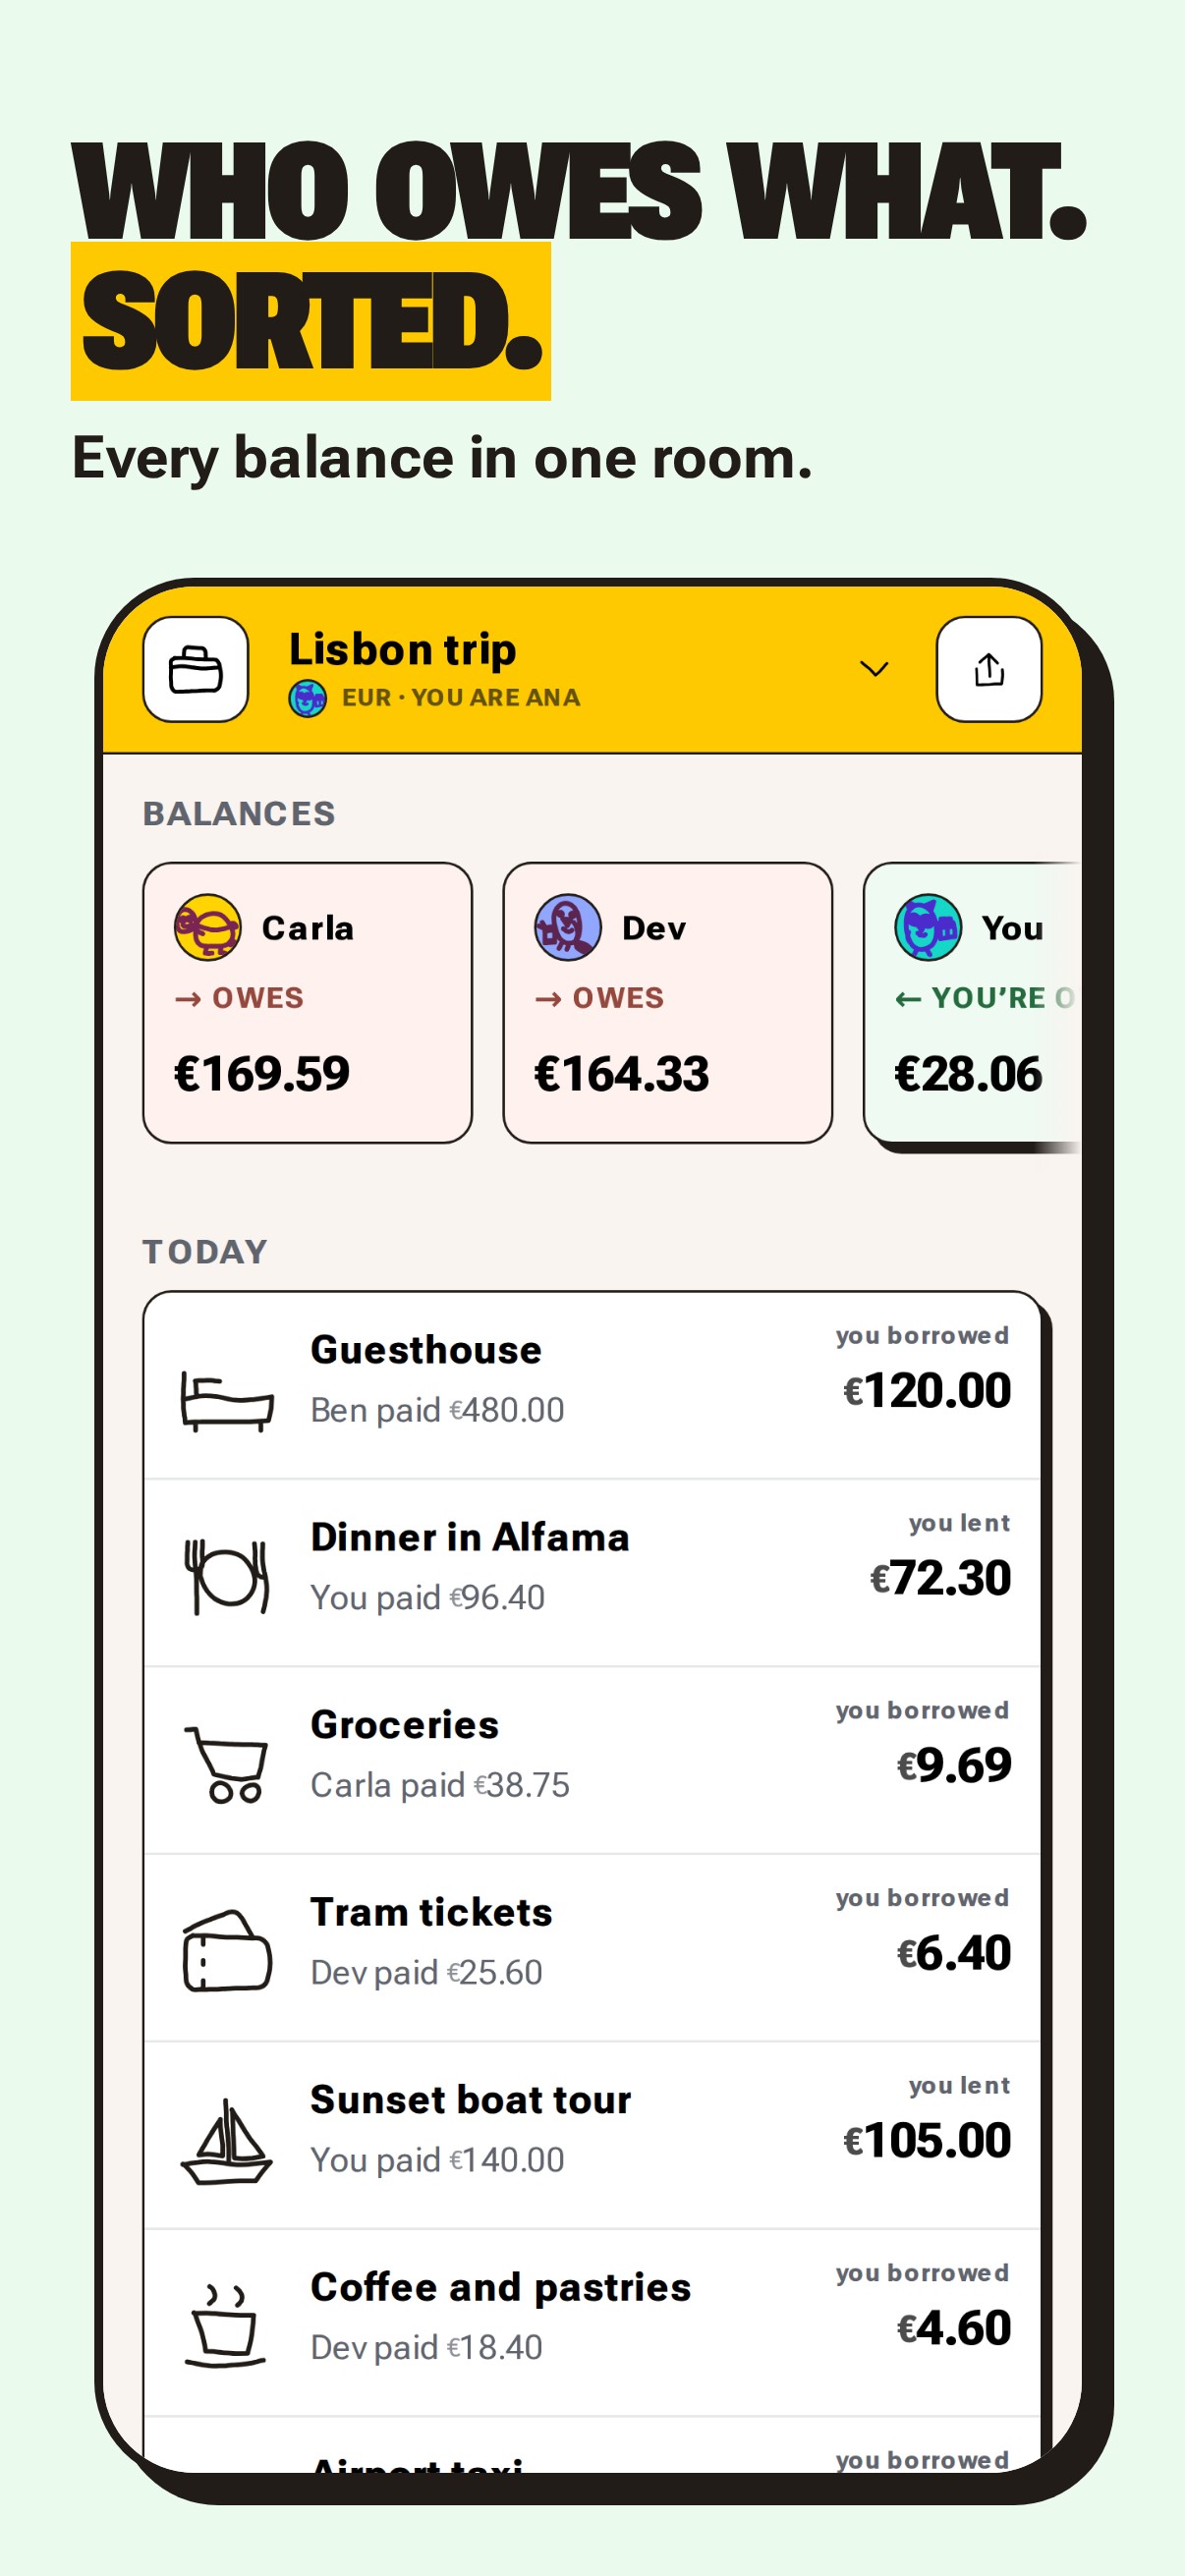 WHO OWES WHAT.
SORTED.
Every balance in one room.
Lisbon trip
EUR · YOU ARE ANA
BALANCES
Carla
→ OWES
€169.59
Dev
→ OWES
€164.33
You
← YOU'RE O
€28.06
TODAY
Guesthouse
you borrowed
Ben paid €480.00
€120.00
Dinner in Alfama
you lent
You paid €96.40
€72.30
Groceries
you borrowed
Carla paid €38.75
€9.69
Tram tickets
you borrowed
Dev paid €25.60
€6.40
Sunset boat tour
you lent
You paid €140.00
€105.00
Coffee and pastries
you borrowed
Dev paid €18.40
€4.60
Airport taxi
you borrowed